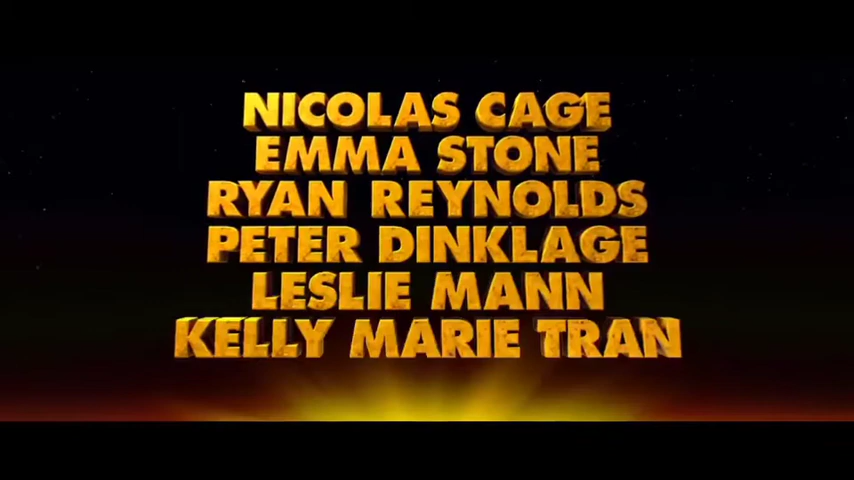 NICOLAS CAGE
EMMA STONE
RYAN REYNOLDS
PETER DINKLAGE
LESLIE MANN
KELLY MARIE TRAN